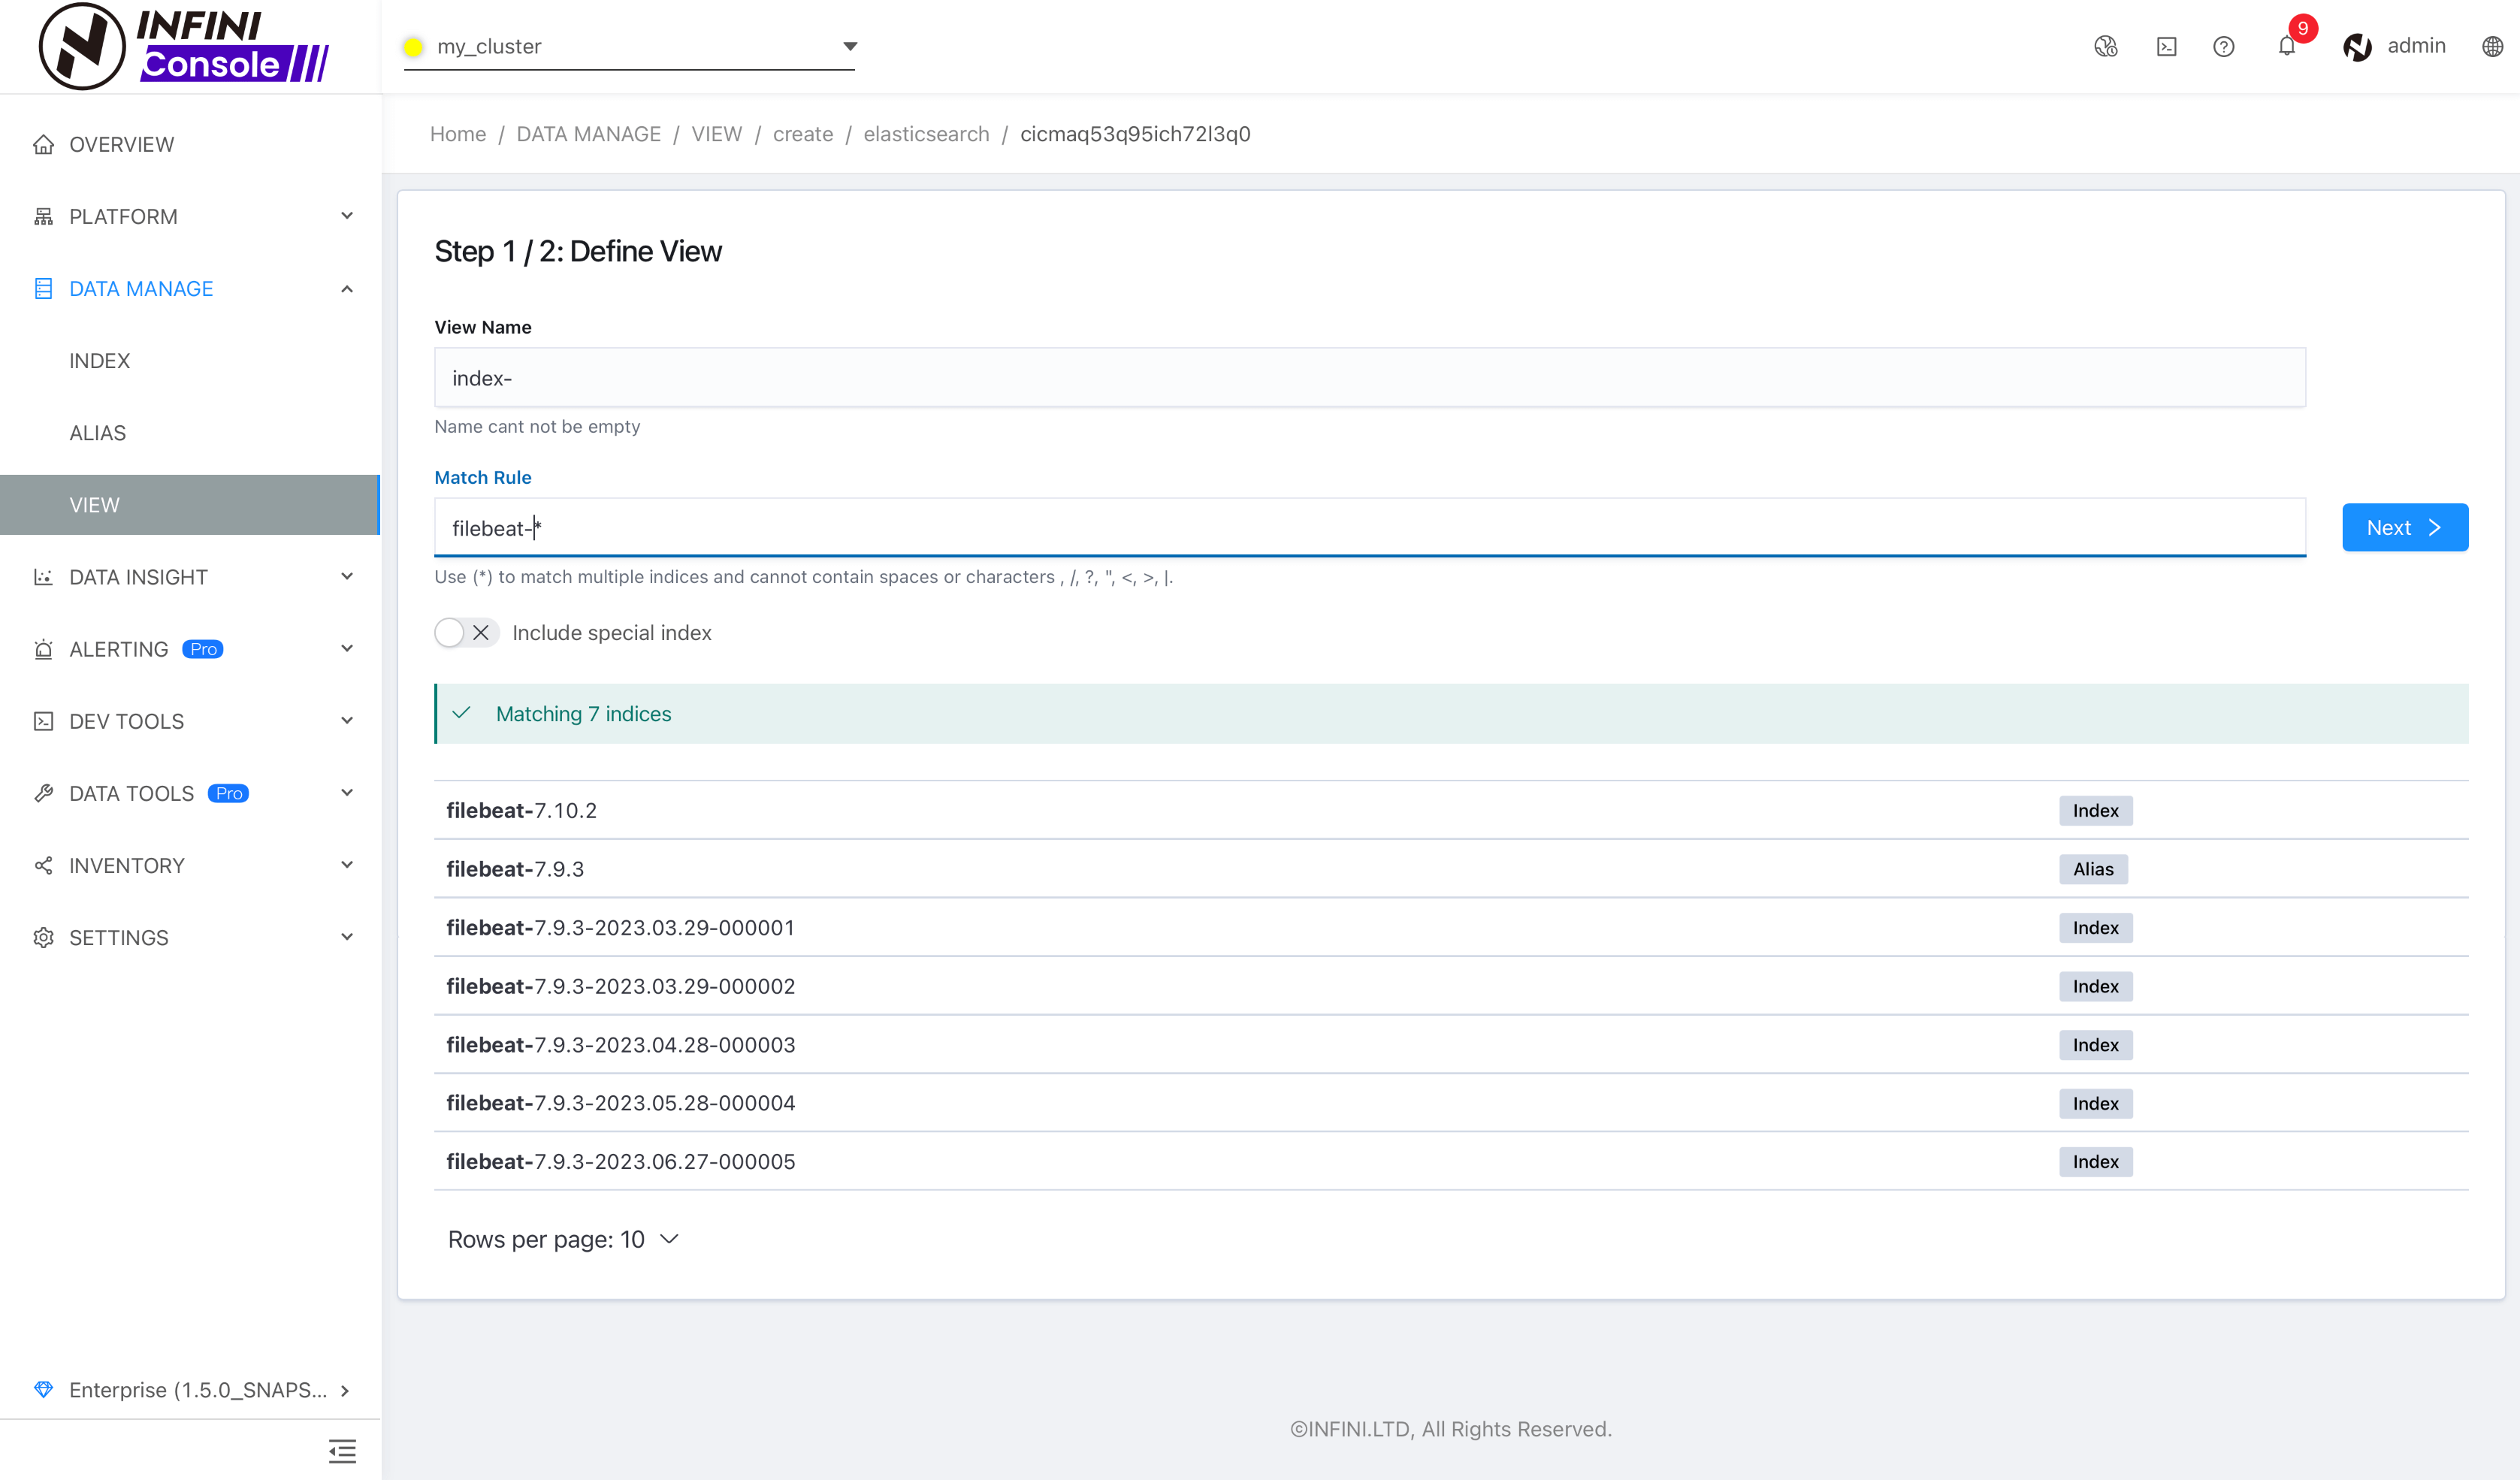 INFINI
Console
my_cluster
9
admin
Home / DATA MANAGE / VIEW / create / elasticsearch / cicmaq53q95ich72l3q0
OVERVIEW
PLATFORM
DATA MANAGE
INDEX
ALIAS
VIEW
DATA INSIGHT
ALERTING Pro
DEV TOOLS
DATA TOOLS Pro
INVENTORY
SETTINGS
Enterprise (1.5.0_SNAPS...
Step 1 / 2: Define View
View Name
index-
Name cant not be empty
Match Rule
filebeat-*
Next
Use (*) to match multiple indices and cannot contain spaces or characters , /, ?, ", <, >, |.
Include special index
Matching 7 indices
filebeat-7.10.2 Index
filebeat-7.9.3 Alias
filebeat-7.9.3-2023.03.29-000001 Index
filebeat-7.9.3-2023.03.29-000002 Index
filebeat-7.9.3-2023.04.28-000003 Index
filebeat-7.9.3-2023.05.28-000004 Index
filebeat-7.9.3-2023.06.27-000005 Index
Rows per page: 10
©INFINI.LTD, All Rights Reserved.